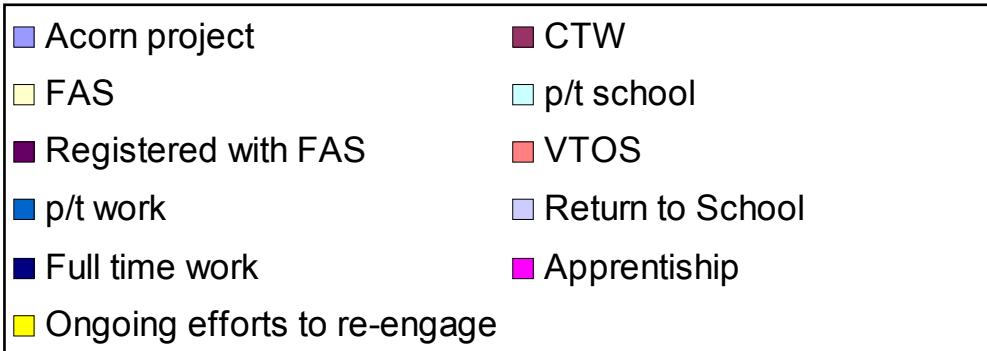 Acorn project CTW
FAS p/t school
Registered with FAS VTOS
p/t work Return to School
Full time work Apprentiship
Ongoing efforts to re-engage